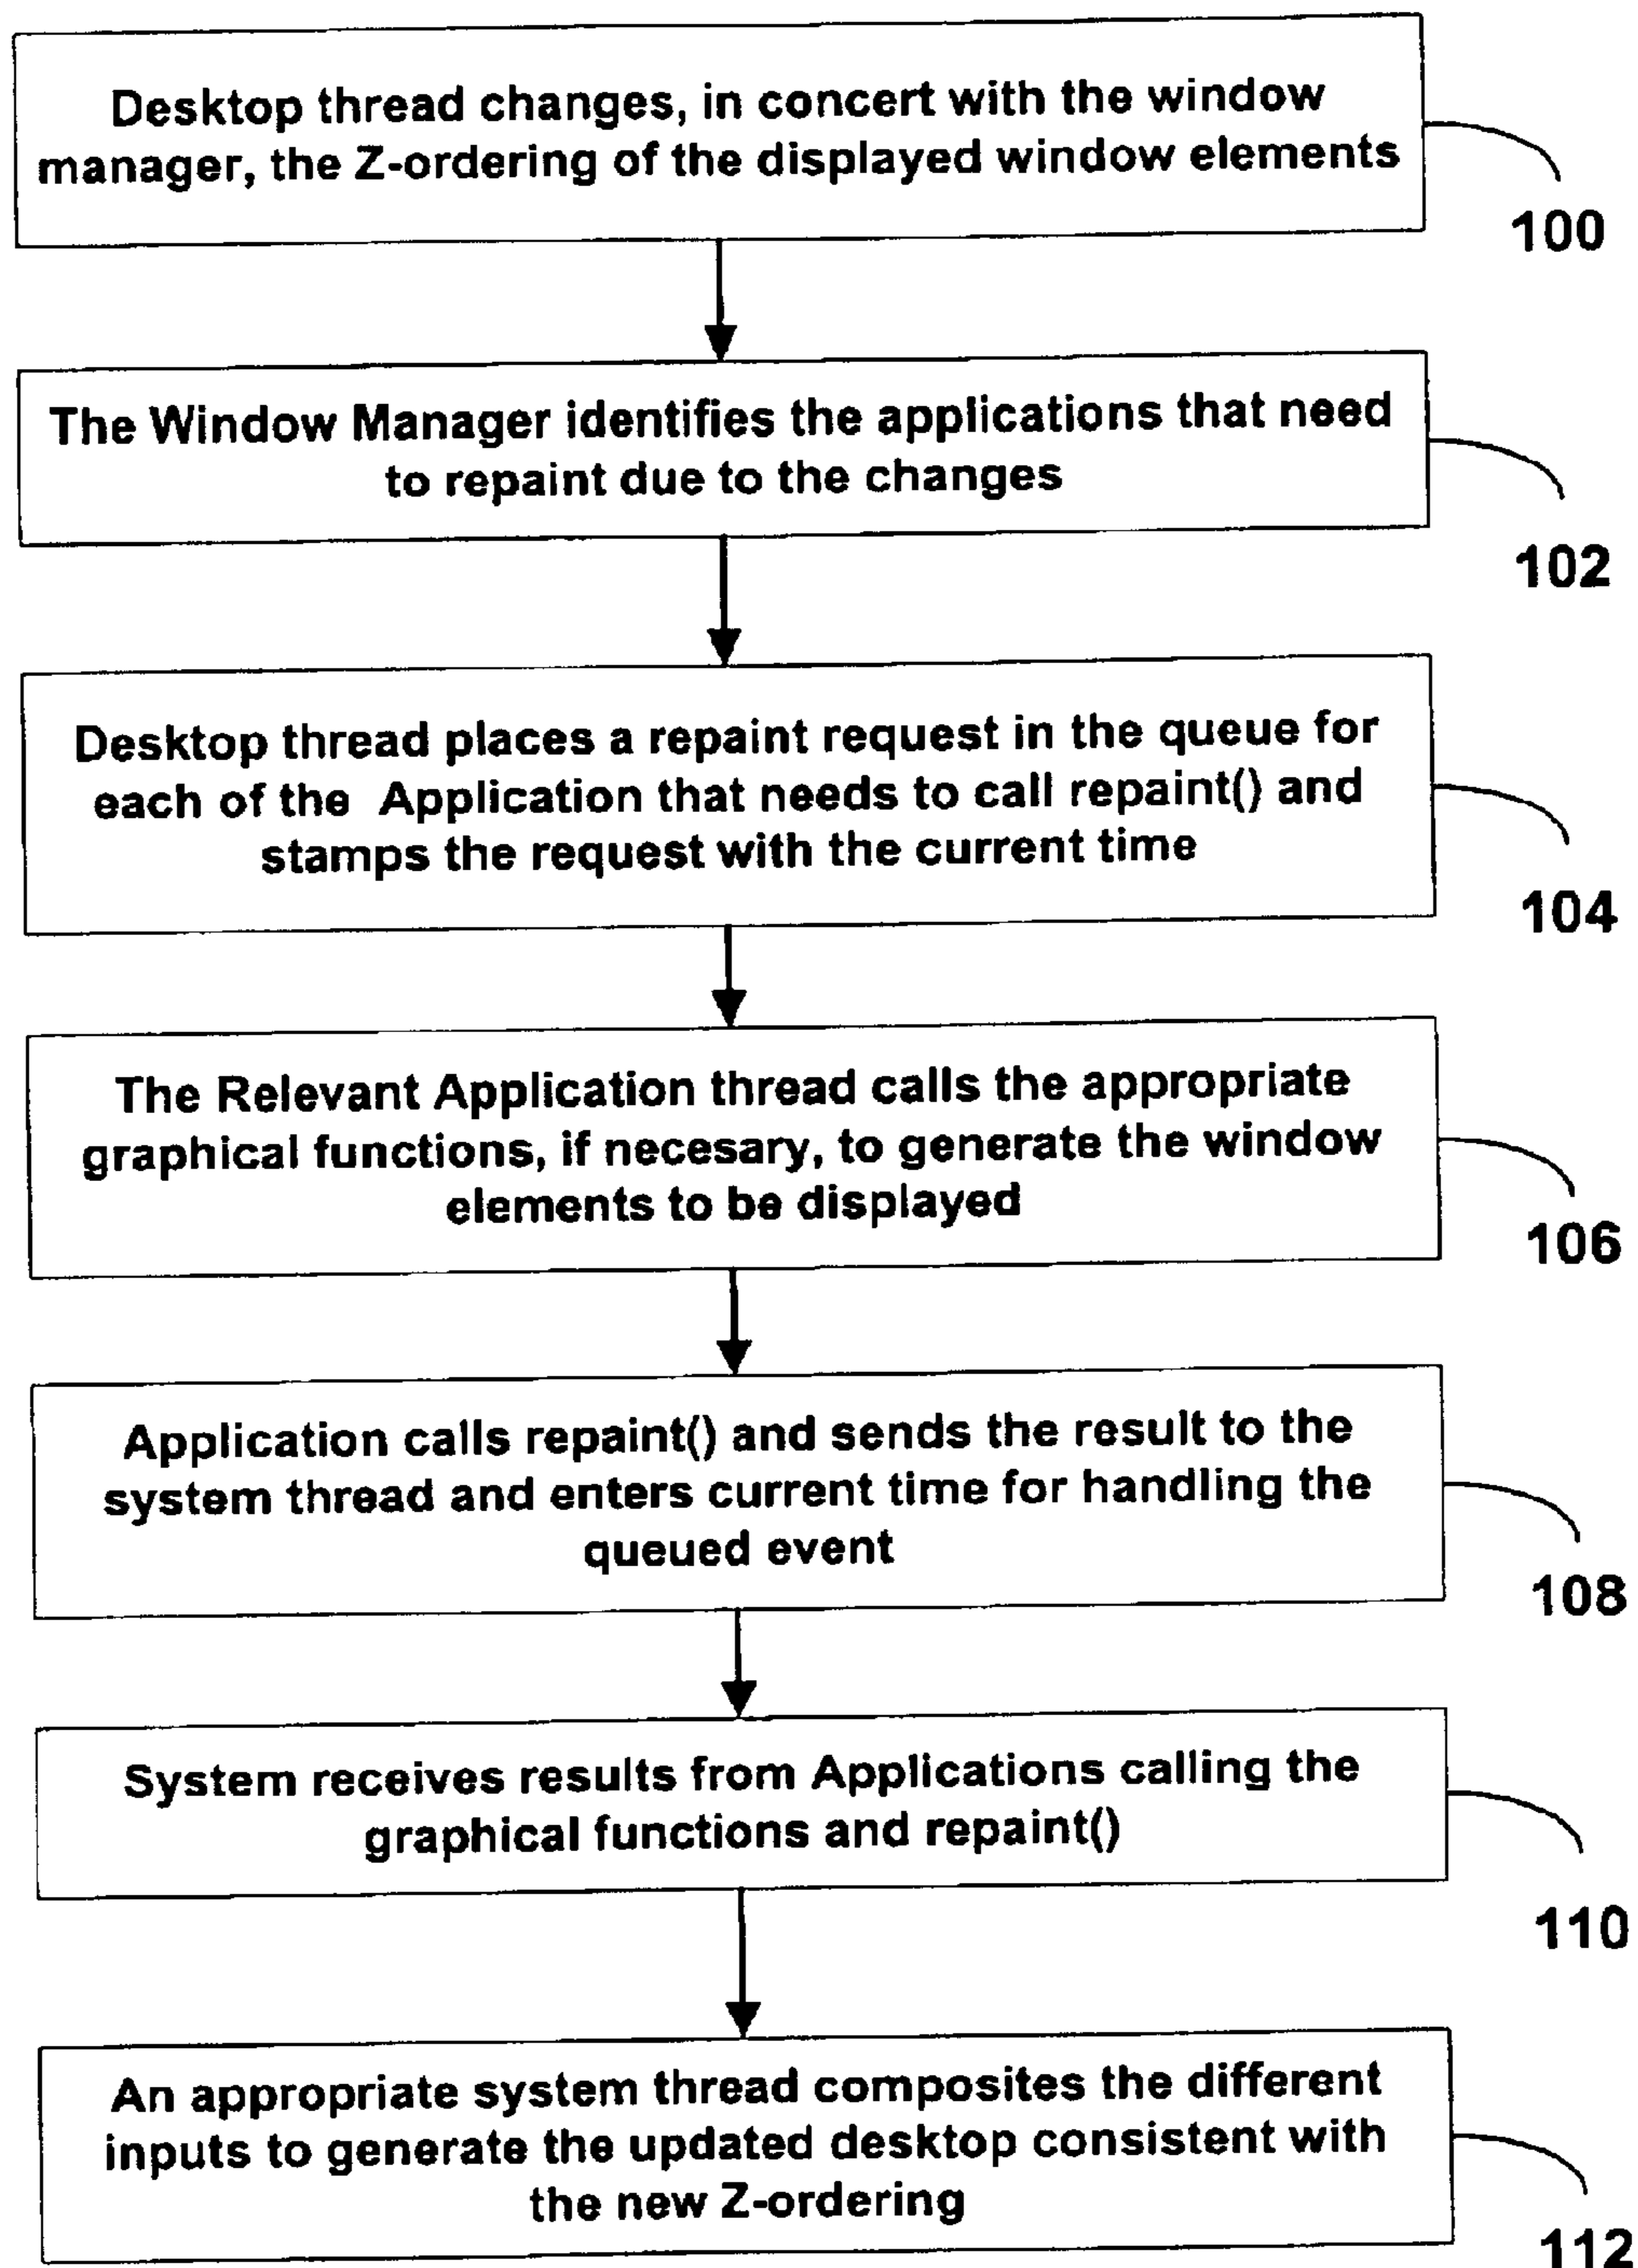 Desktop thread changes, in concert with the window
manager, the Z-ordering of the displayed window elements
100
The Window Manager identifies the applications that need
to repaint due to the changes
102
Desktop thread places a repaint request in the queue for
each of the Application that needs to call repaint() and
stamps the request with the current time
104
The Relevant Application thread calls the appropriate
graphical functions, if necesary, to generate the window
elements to be displayed
106
Application calls repaint() and sends the result to the
system thread and enters current time for handling the
queued event
108
System receives results from Applications calling the
graphical functions and repaint()
110
An appropriate system thread composites the different
inputs to generate the updated desktop consistent with
the new Z-ordering
112